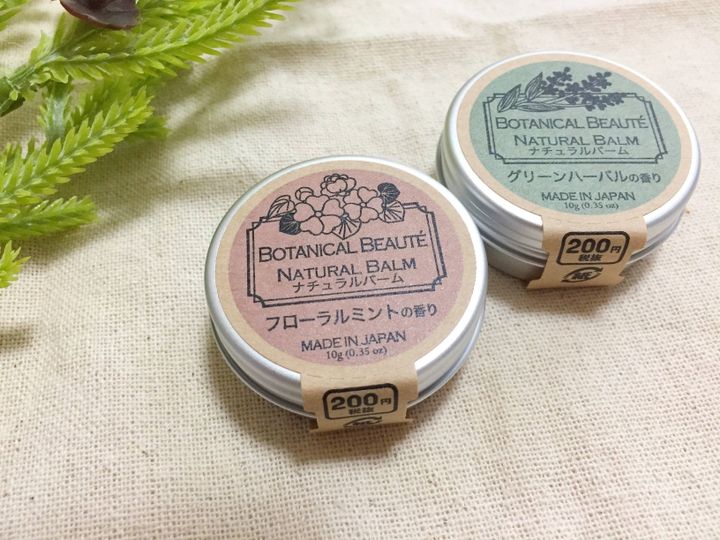 BOTANICAL BEAUTÉ
NATURAL BALM
ナチュラルバーム
フローラルミントの香り
MADE IN JAPAN
10g (0.35 oz)
200円
税抜
BOTANICAL BEAUTÉ
NATURAL BALM
ナチュラルバーム
グリーンハーバルの香り
MADE IN JAPAN
10g (0.35 oz)
200円
税抜